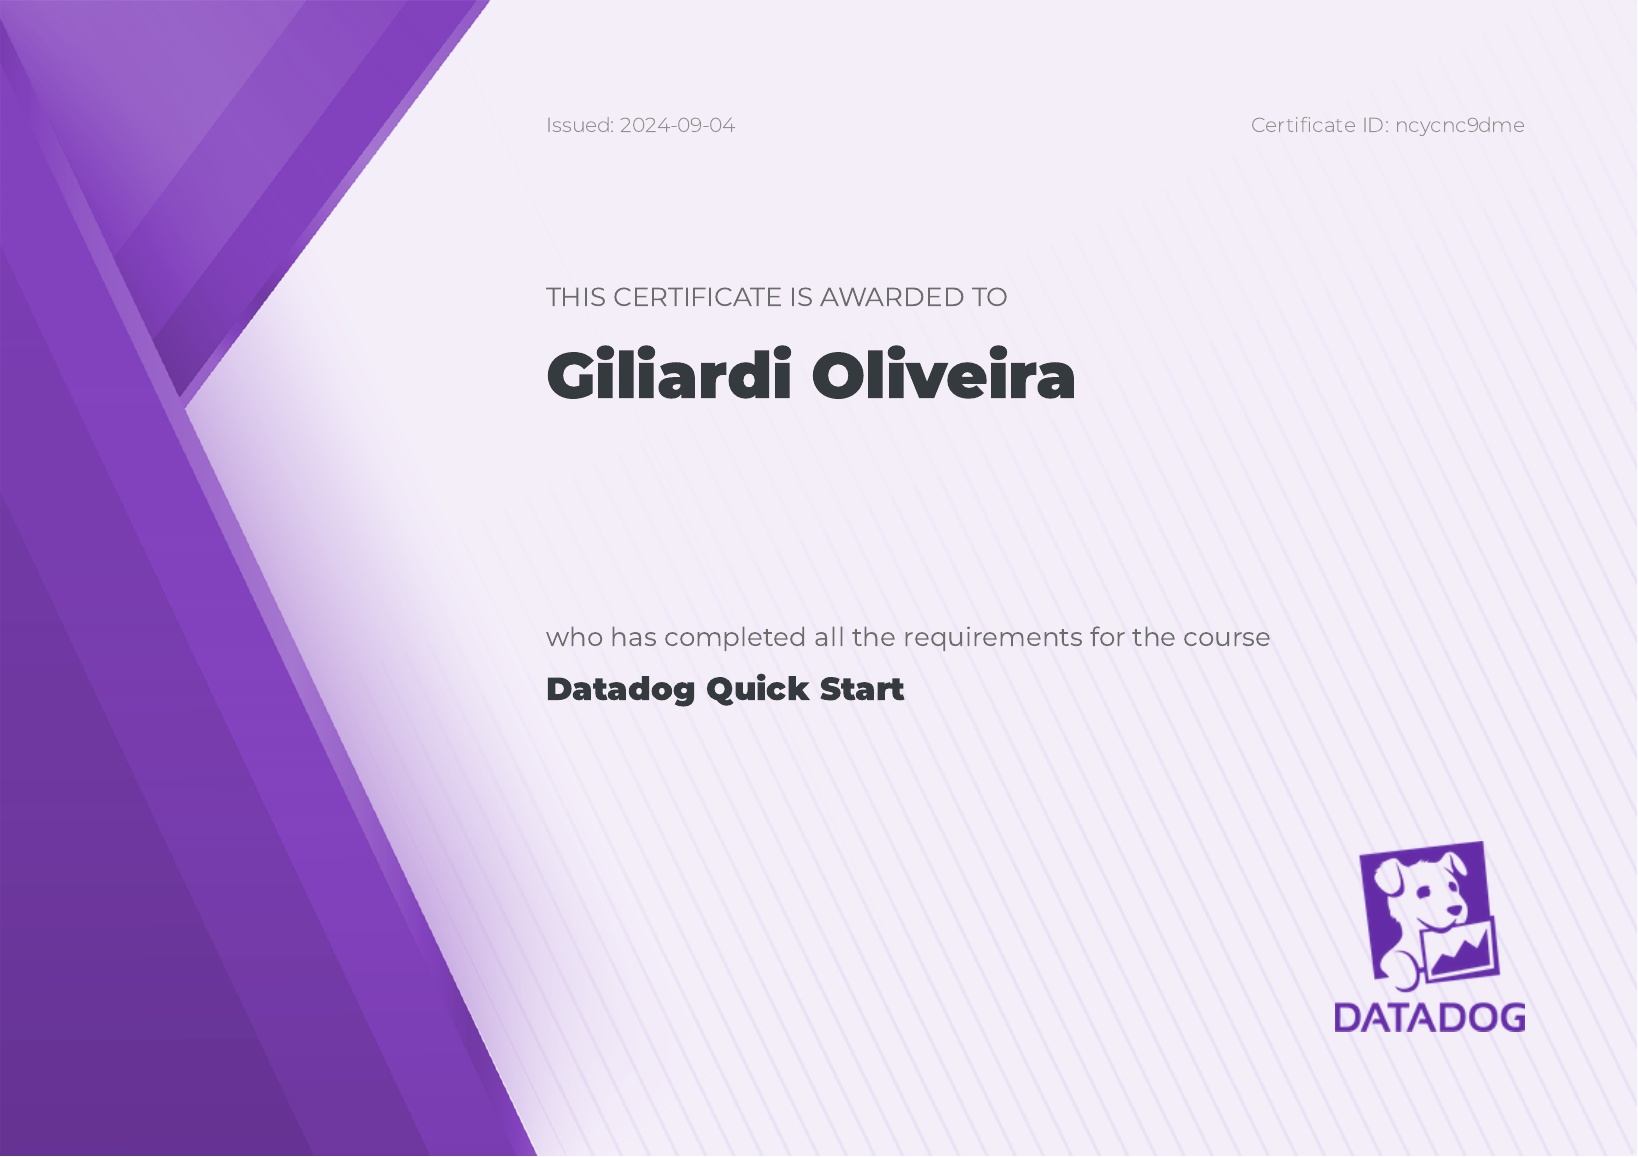 Issued: 2024-09-04
Certificate ID: ncycnc9dme
THIS CERTIFICATE IS AWARDED TO
Giliardi Oliveira
who has completed all the requirements for the course
Datadog Quick Start
DATADOG